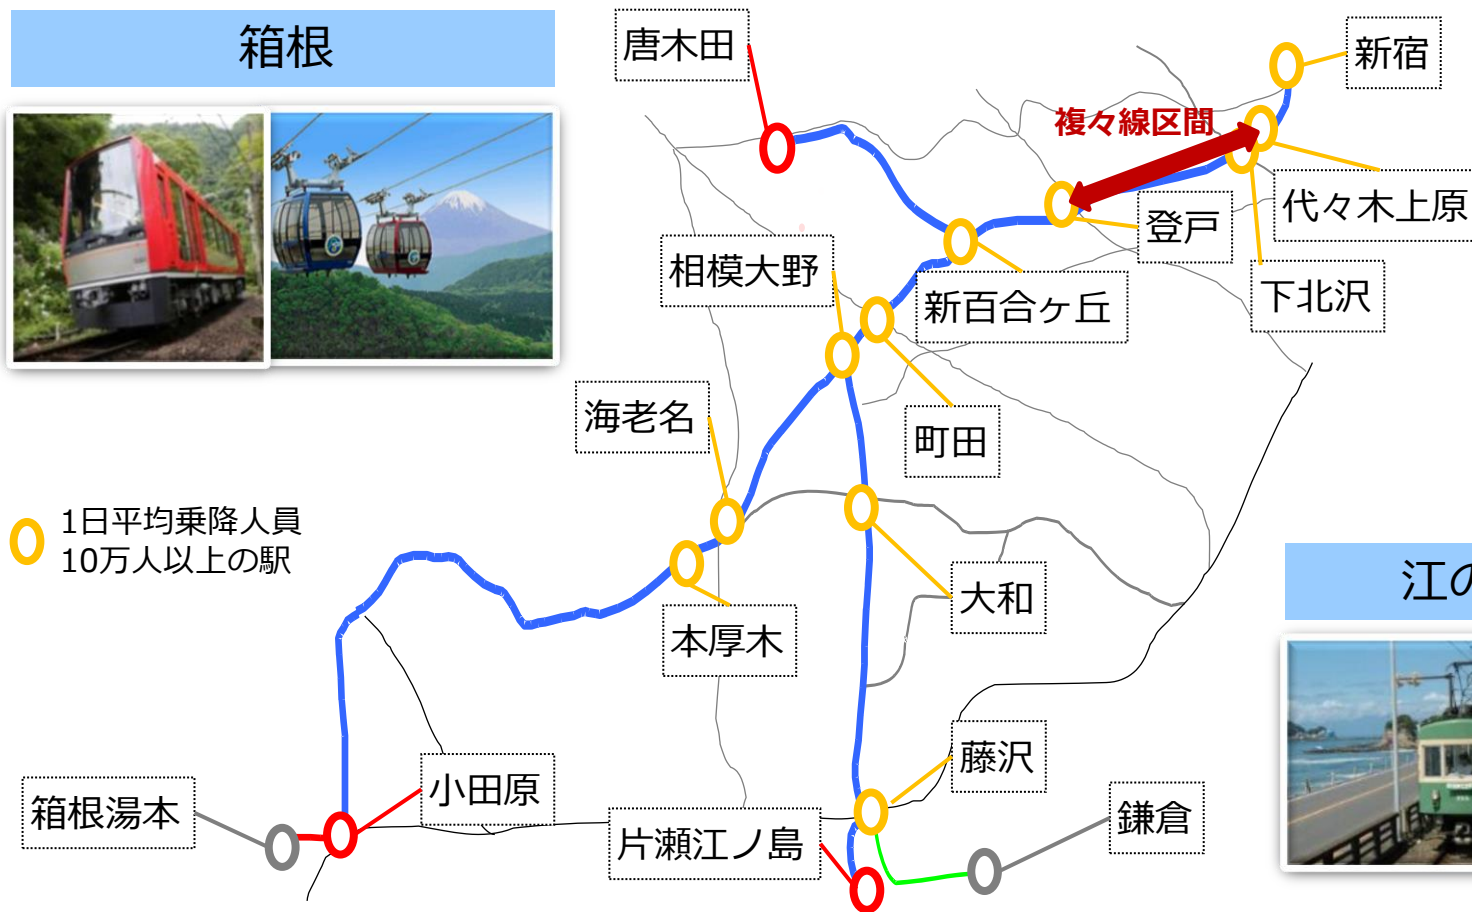 箱根
唐木田
新宿
複々線区間
代々木上原
登戸
相模大野
新百合ヶ丘
下北沢
海老名
町田
1日平均乗降人員
10万人以上の駅
大和
江の
本厚木
藤沢
小田原
箱根湯本
片瀬江ノ島
鎌倉